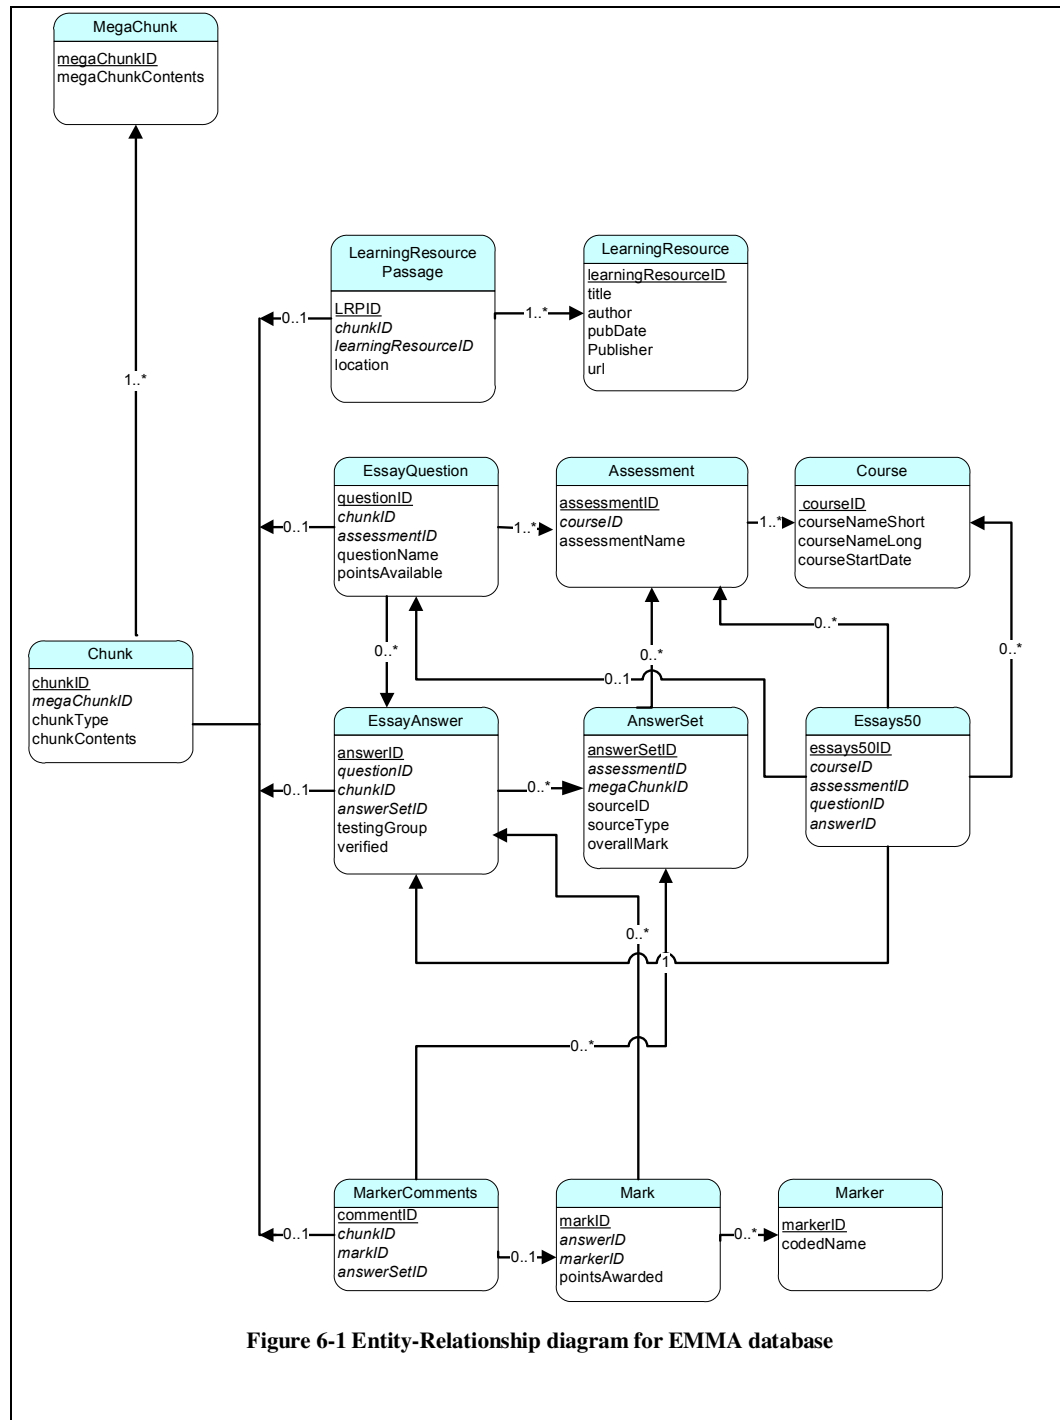 MegaChunk
megaChunkID
megaChunkContents
1..*
LearningResource
Passage
LRPID
chunkID
learningResourceID
location
0..1
1..*
LearningResource
learningResourceID
title
author
pubDate
Publisher
url
EssayQuestion
questionID
chunkID
assessmentID
questionName
pointsAvailable
0..1
1..*
Assessment
assessmentID
courseID
assessmentName
1..*
Course
courseID
courseNameShort
courseNameLong
courseStartDate
0..*
0..*
0..*
0..1
0..*
Chunk
chunkID
megaChunkID
chunkType
chunkContents
EssayAnswer
answerID
questionID
chunkID
answerSetID
testingGroup
verified
0..1
0..*
AnswerSet
answerSetID
assessmentID
megaChunkID
sourceID
sourceType
overallMark
Essays50
essays50ID
courseID
assessmentID
questionID
answerID
0..*
1
0..*
MarkerComments
commentID
chunkID
markID
answerSetID
0..1
0..1
Mark
markID
answerID
markerID
pointsAwarded
0..*
Marker
markerID
codedName
Figure 6-1 Entity-Relationship diagram for EMMA database